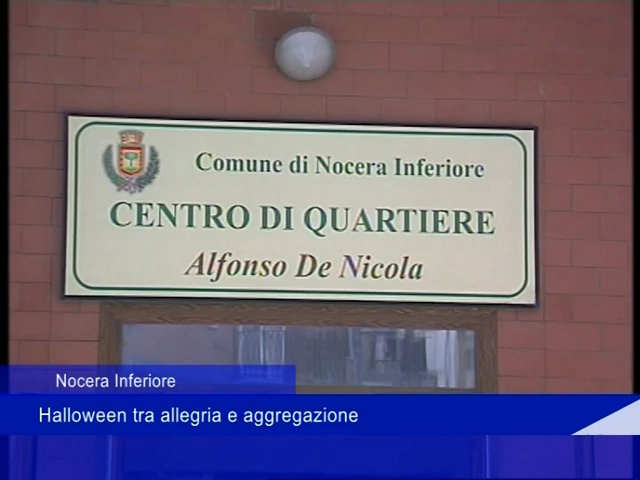 Comune di Nocera Inferiore
CENTRO DI QUARTIERE
Alfonso De Nicola
Nocera Inferiore
Halloween tra allegria e aggregazione